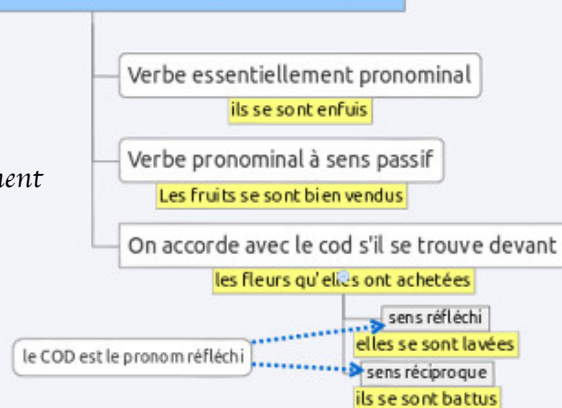 Verbe essentiellement pronominal
ils se sont enfuis
Verbe pronominal à sens passif
Les fruits se sont bien vendus
On accorde avec le cod s'il se trouve devant
les fleurs qu'elles ont achetées
sens réfléchi
elles se sont lavées
le COD est le pronom réfléchi
sens réciproque
ils se sont battus